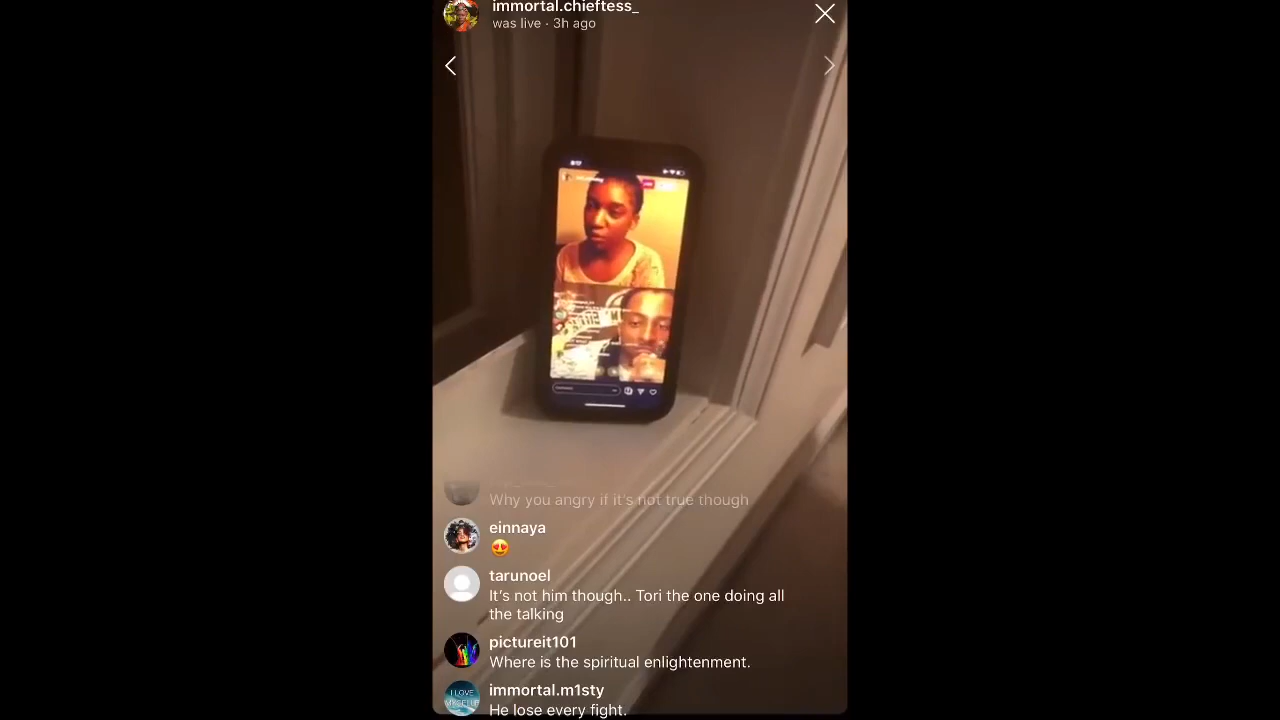 immortal.chieftess_
was live · 3h ago
Why you angry if it's not true though
einnaya
tarunoel
It's not him though.. Tori the one doing all
the talking
pictureit101
Where is the spiritual enlightenment.
immortal.m1sty
He lose every fight.